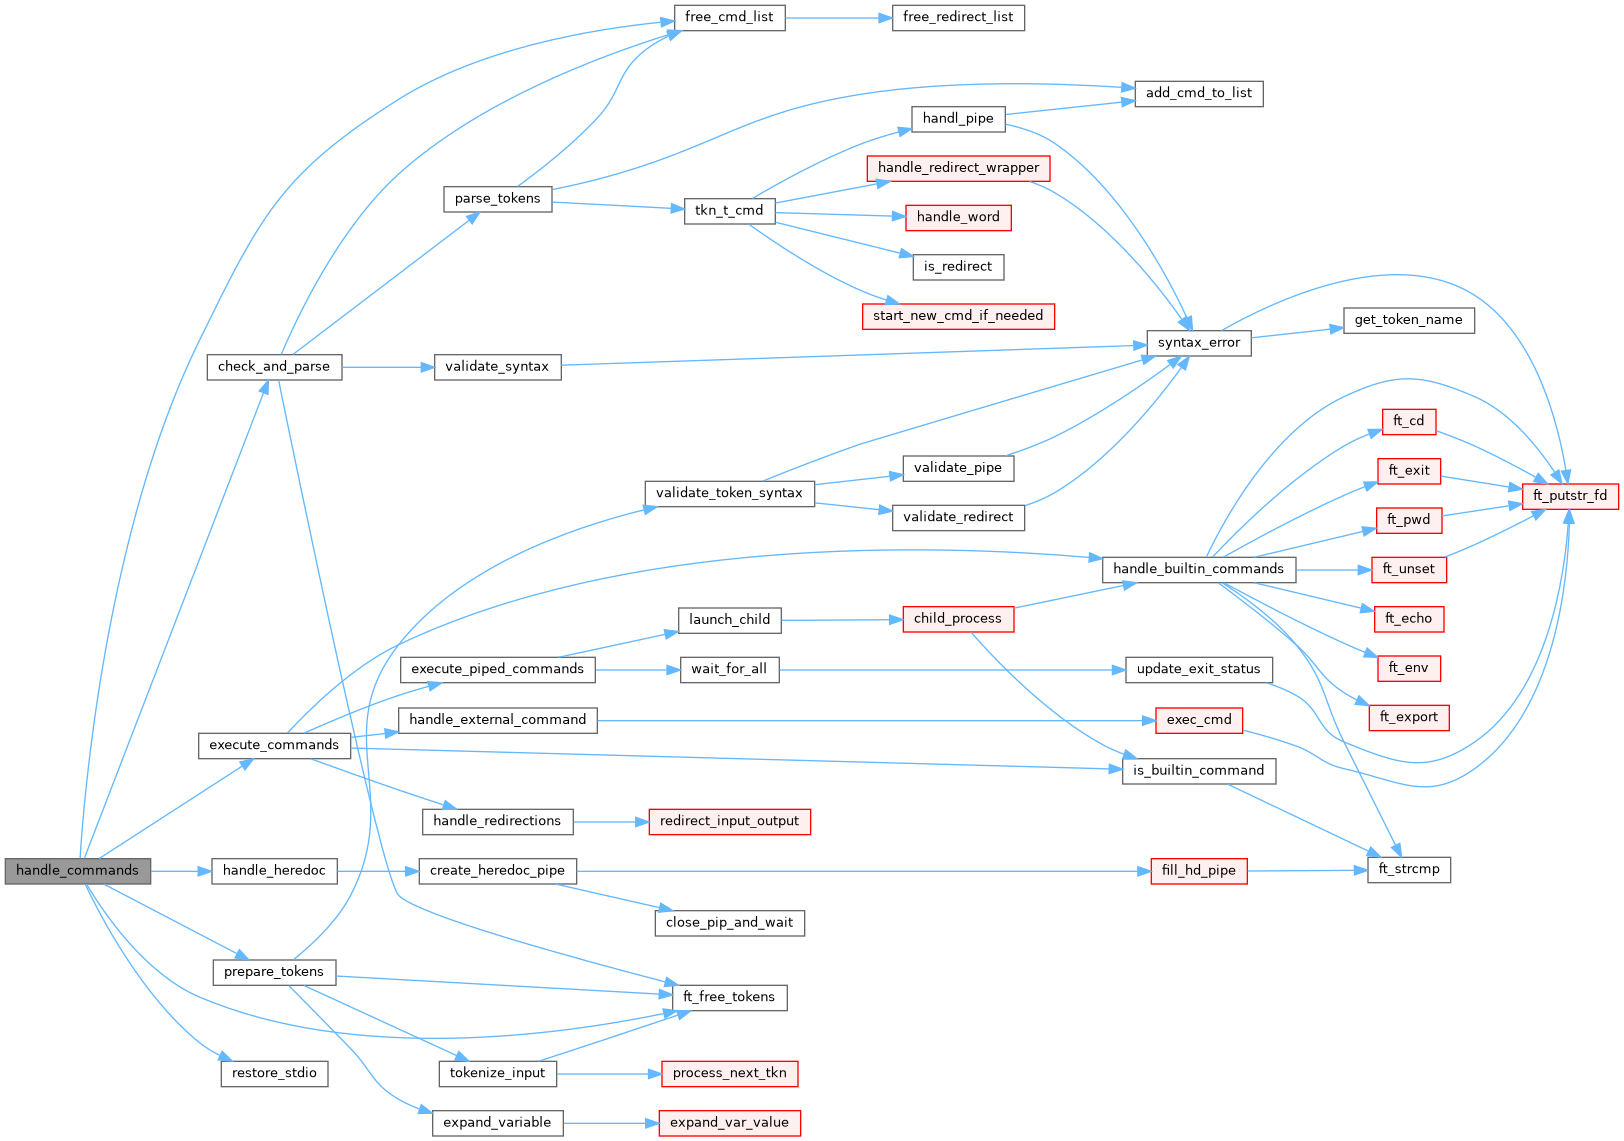 free_cmd_list
free_redirect_list
add_cmd_to_list
handl_pipe
handle_redirect_wrapper
parse_tokens
tkn_t_cmd
handle_word
is_redirect
start_new_cmd_if_needed
get_token_name
syntax_error
check_and_parse
validate_syntax
ft_cd
validate_pipe
ft_exit
validate_token_syntax
ft_putstr_fd
validate_redirect
ft_pwd
handle_builtin_commands
ft_unset
launch_child
child_process
ft_echo
execute_piped_commands
wait_for_all
update_exit_status
ft_env
handle_external_command
exec_cmd
ft_export
execute_commands
is_builtin_command
handle_redirections
redirect_input_output
handle_commands
handle_heredoc
create_heredoc_pipe
fill_hd_pipe
ft_strcmp
close_pip_and_wait
prepare_tokens
ft_free_tokens
restore_stdio
tokenize_input
process_next_tkn
expand_variable
expand_var_value